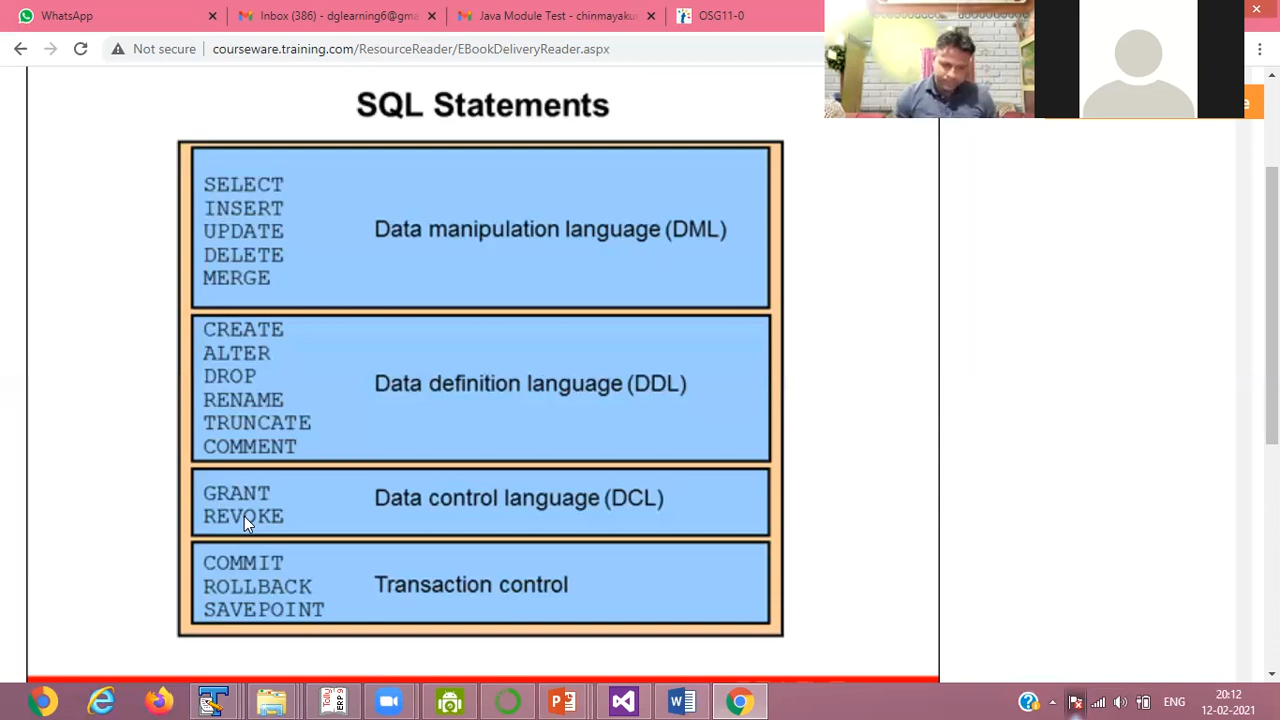 WhatsApp
Inbox (386) - dglearning6@gma
Java Module Test - chinmayaku
OSG11-0
Not secure
courseware.training.com/ResourceReader/EBookDeliveryReader.aspx
SQL Statements
SELECT
INSERT
UPDATE
DELETE
MERGE
Data manipulation language (DML)
CREATE
ALTER
DROP
RENAME
TRUNCATE
COMMENT
Data definition language (DDL)
GRANT
REVOKE
Data control language (DCL)
COMMIT
ROLLBACK
SAVEPOINT
Transaction control
ENG
20:12
12-02-2021